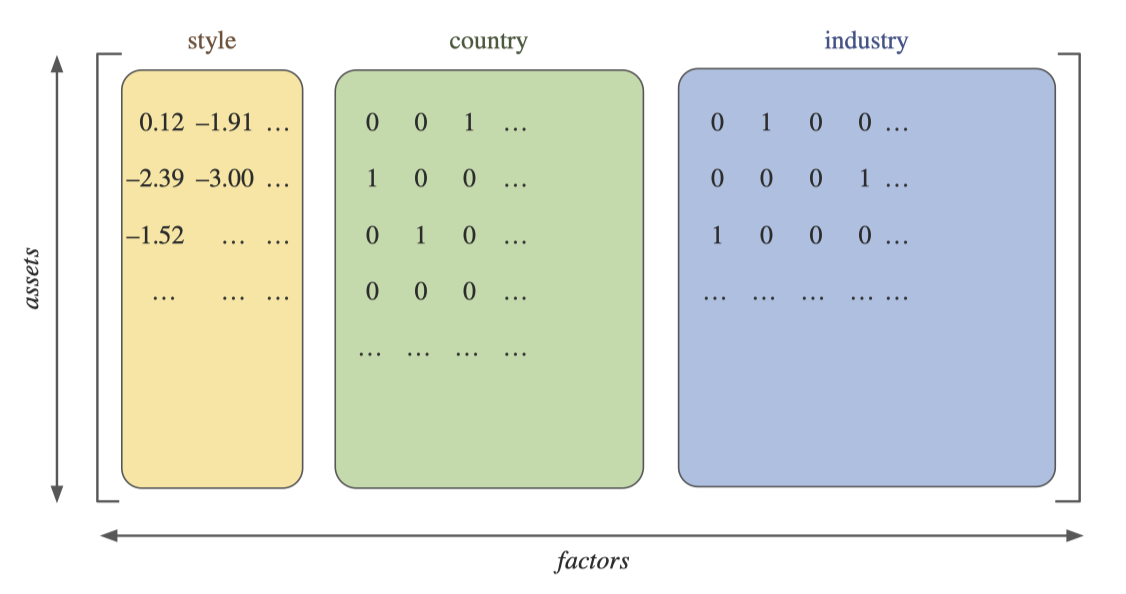 style country industry
0.12 –1.91 … 0 0 1 … 0 1 0 0 …
–2.39 –3.00 … 1 0 0 … 0 0 0 1 …
–1.52 … … 0 1 0 … 1 0 0 0 …
… … … 0 0 0 … … … … … …
… … … …
assets
factors